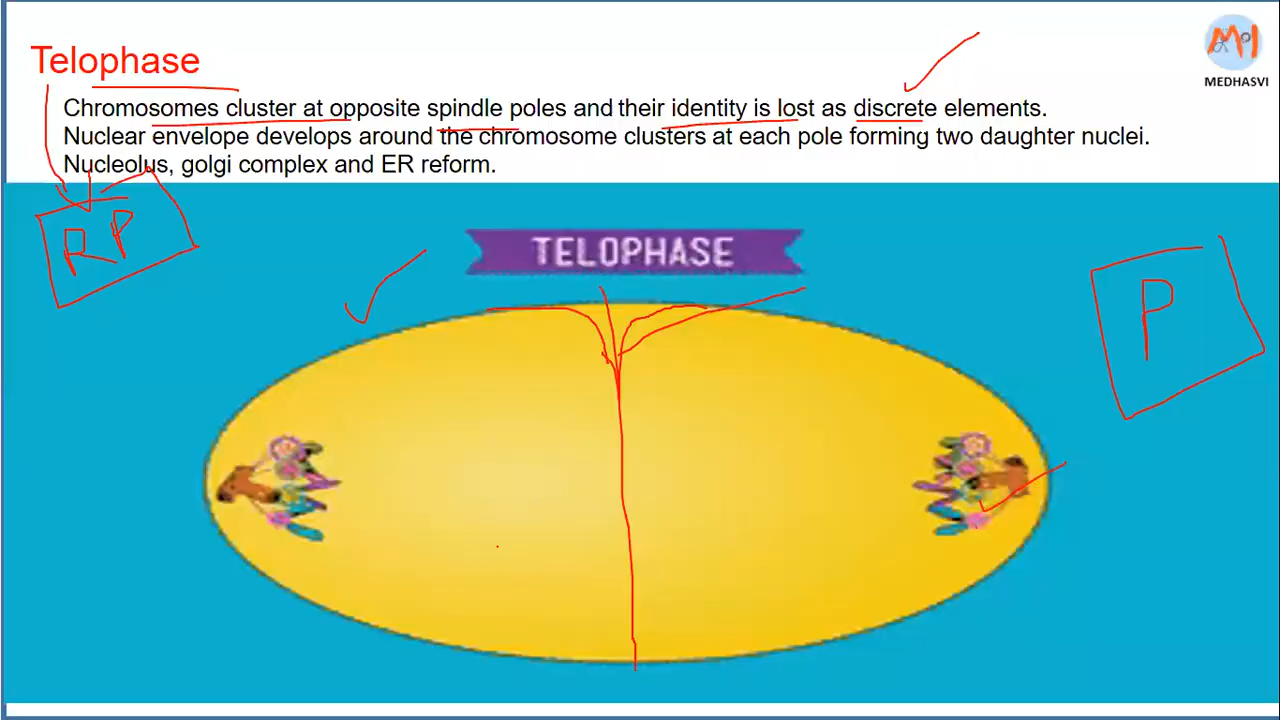 Telophase
MEDHASVI
Chromosomes cluster at opposite spindle poles and their identity is lost as discrete elements.
Nuclear envelope develops around the chromosome clusters at each pole forming two daughter nuclei.
Nucleolus, golgi complex and ER reform.
RP
TELOPHASE
P